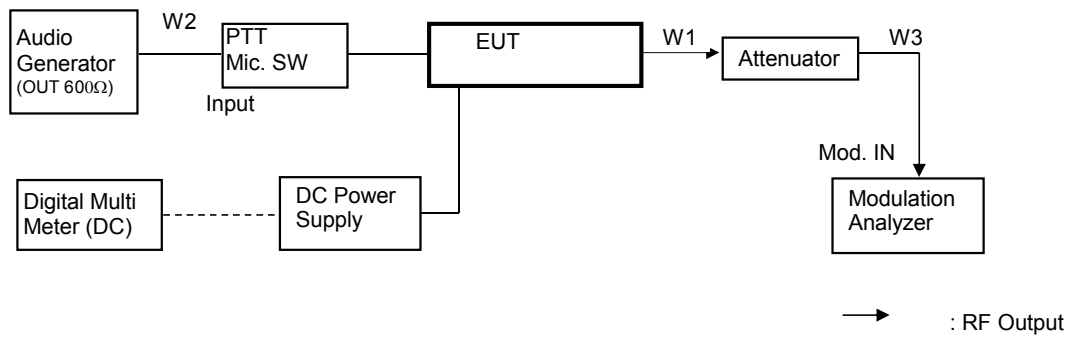 W2
Audio
Generator
(OUT 600Ω)
PTT
Mic. SW
Input
EUT
W1
Attenuator
W3
Mod. IN
Digital Multi
Meter (DC)
DC Power
Supply
Modulation
Analyzer
: RF Output